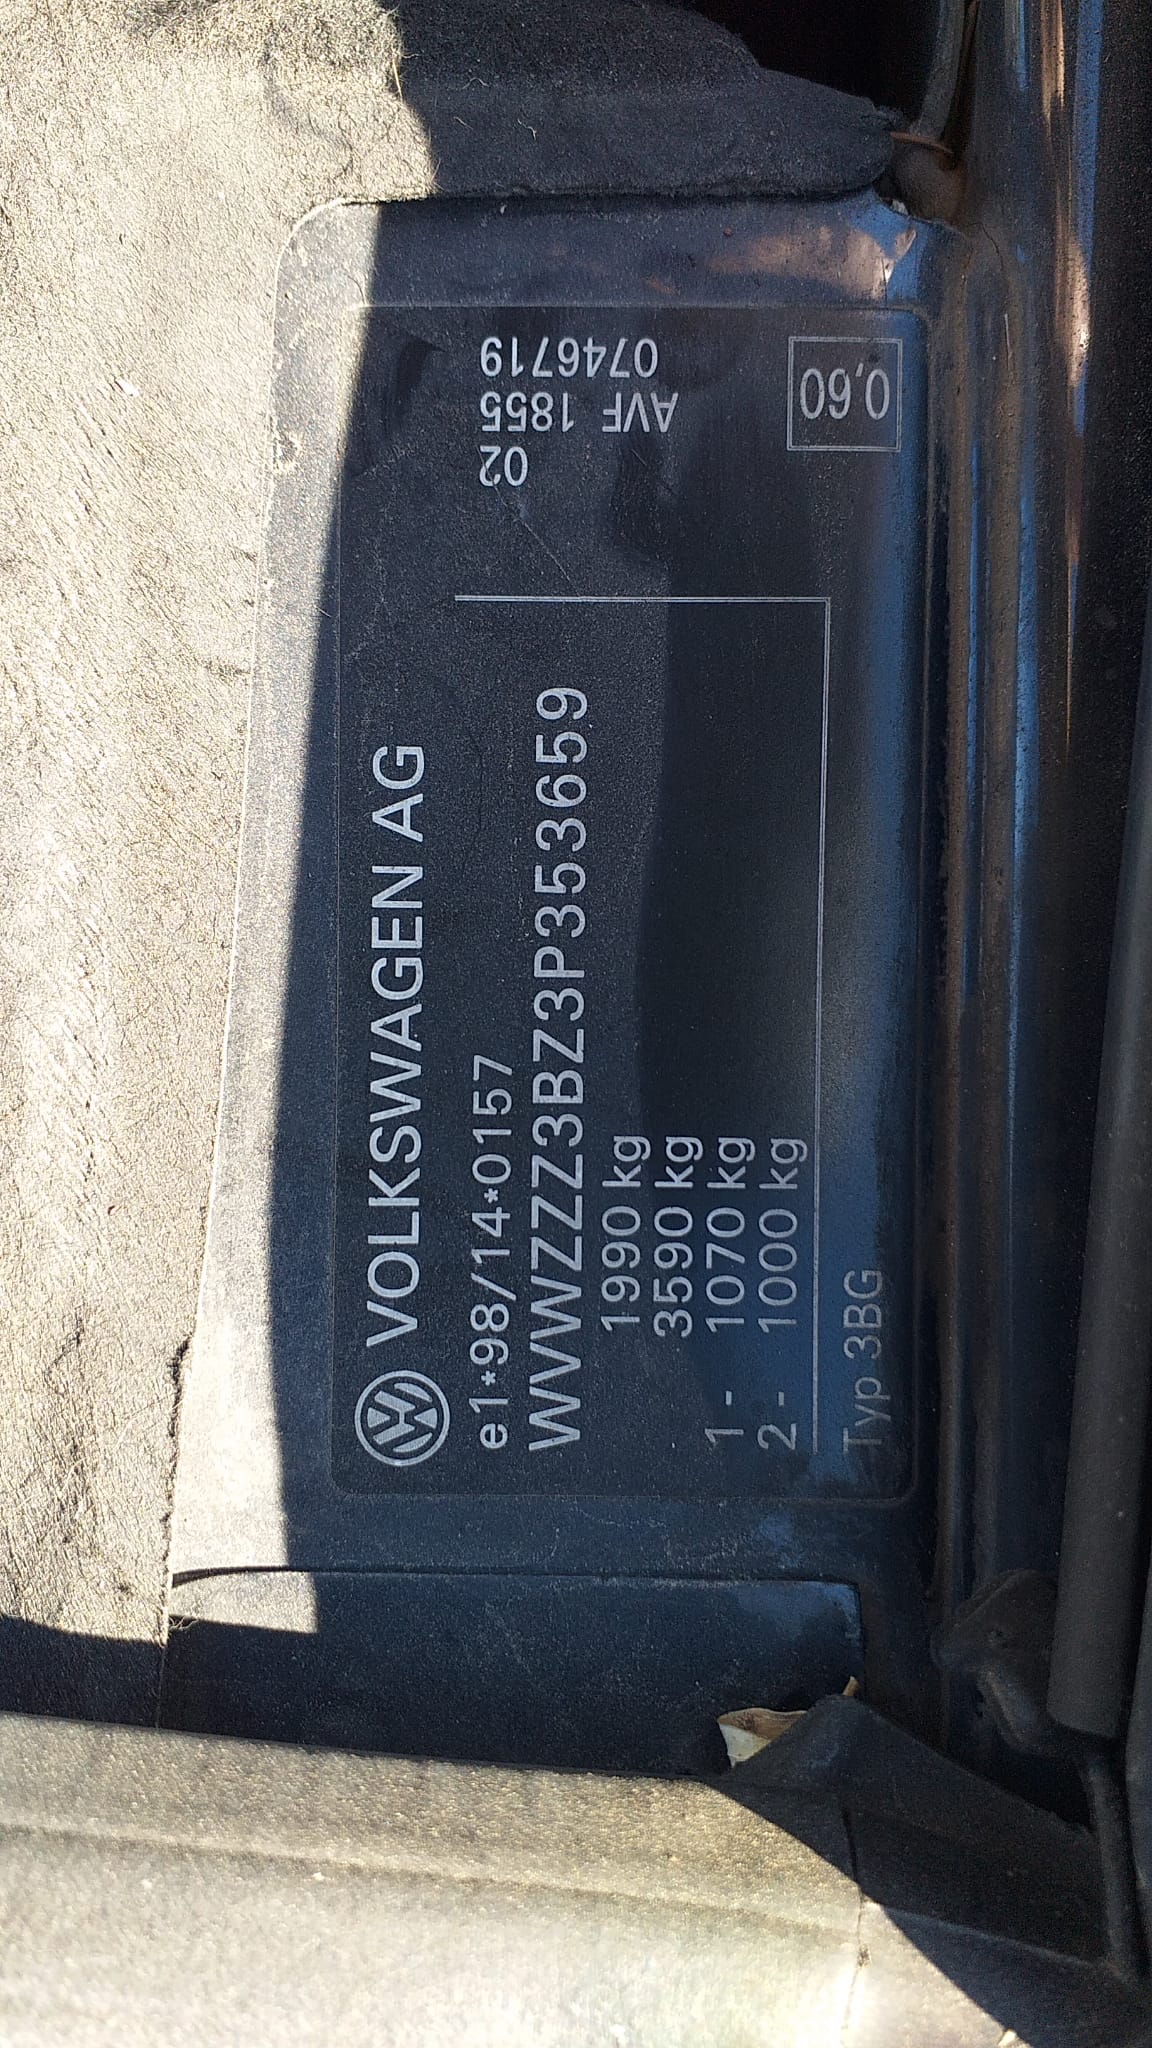 VOLKSWAGEN AG
e1*98/14*0157
WVWZZZ3BZ3P353659
1990 kg
3590 kg
1 - 1070 kg
2 - 1000 kg
Typ 3BG
0746719
AVF 1855
02
0,60